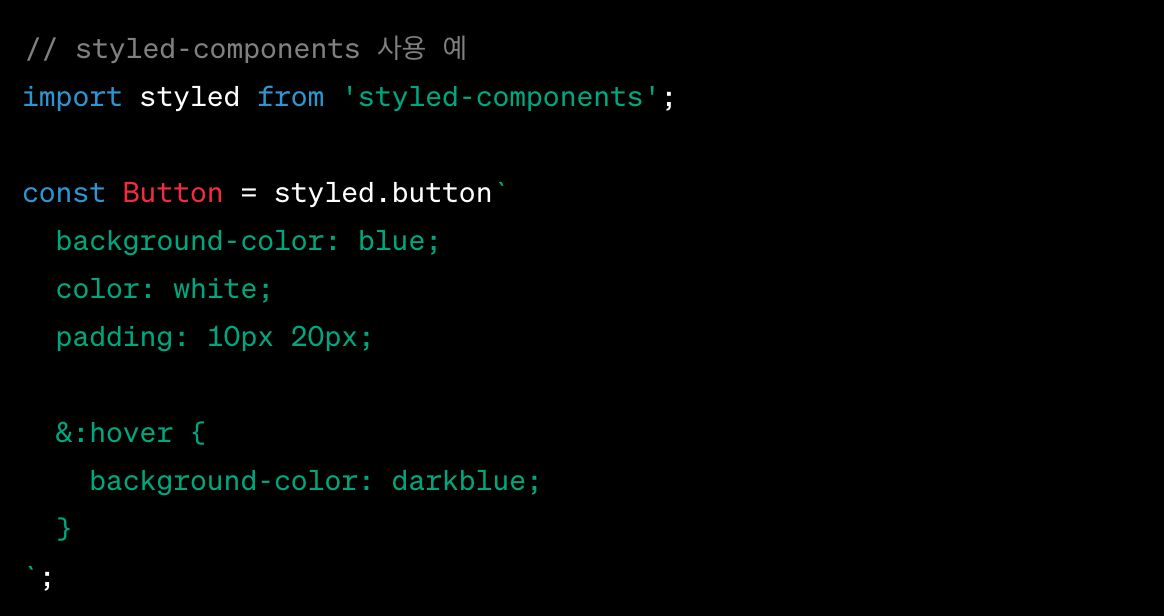 // styled-components 사용 예
import styled from 'styled-components';
const Button = styled.button`
background-color: blue;
color: white;
padding: 10px 20px;
&:hover {
background-color: darkblue;
}
`;